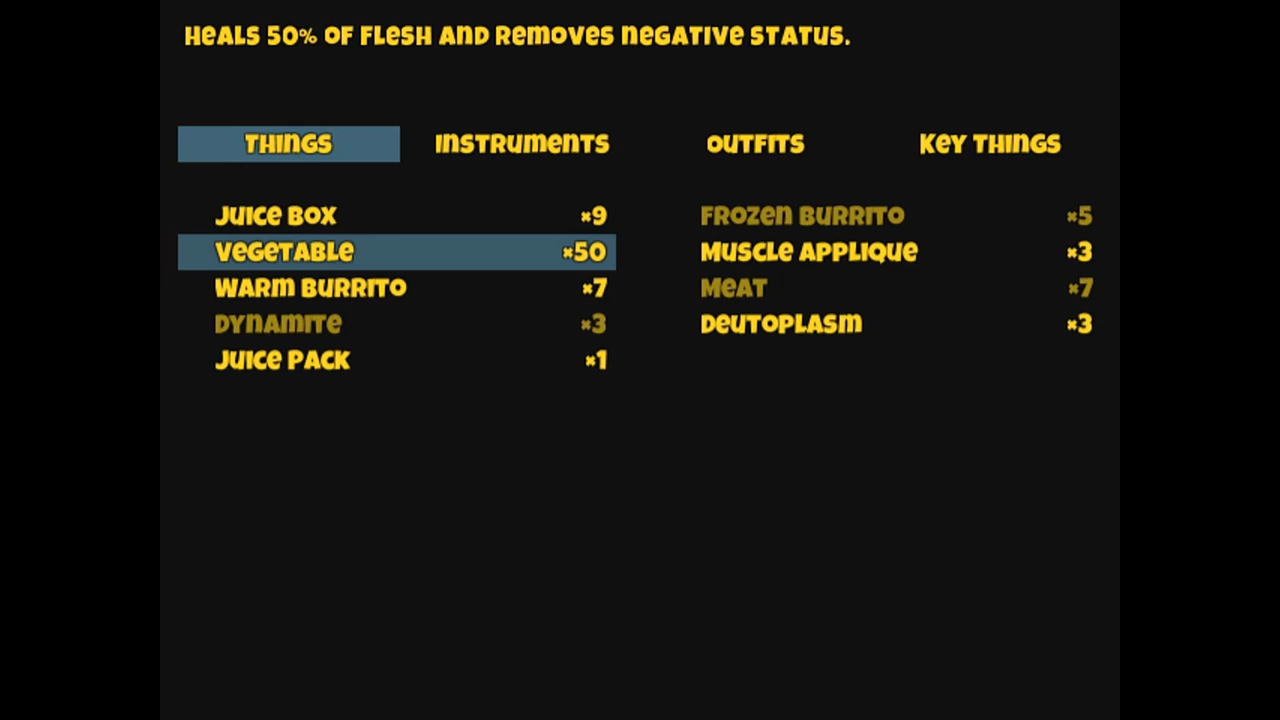 Heals 50% of flesh and removes negative status.
Things Instruments Outfits Key Things
Juice Box ×9 Frozen Burrito ×5
Vegetable ×50 Muscle Applique ×3
Warm Burrito ×7 Meat ×7
Dynamite ×3 Deutoplasm ×3
Juice Pack ×1